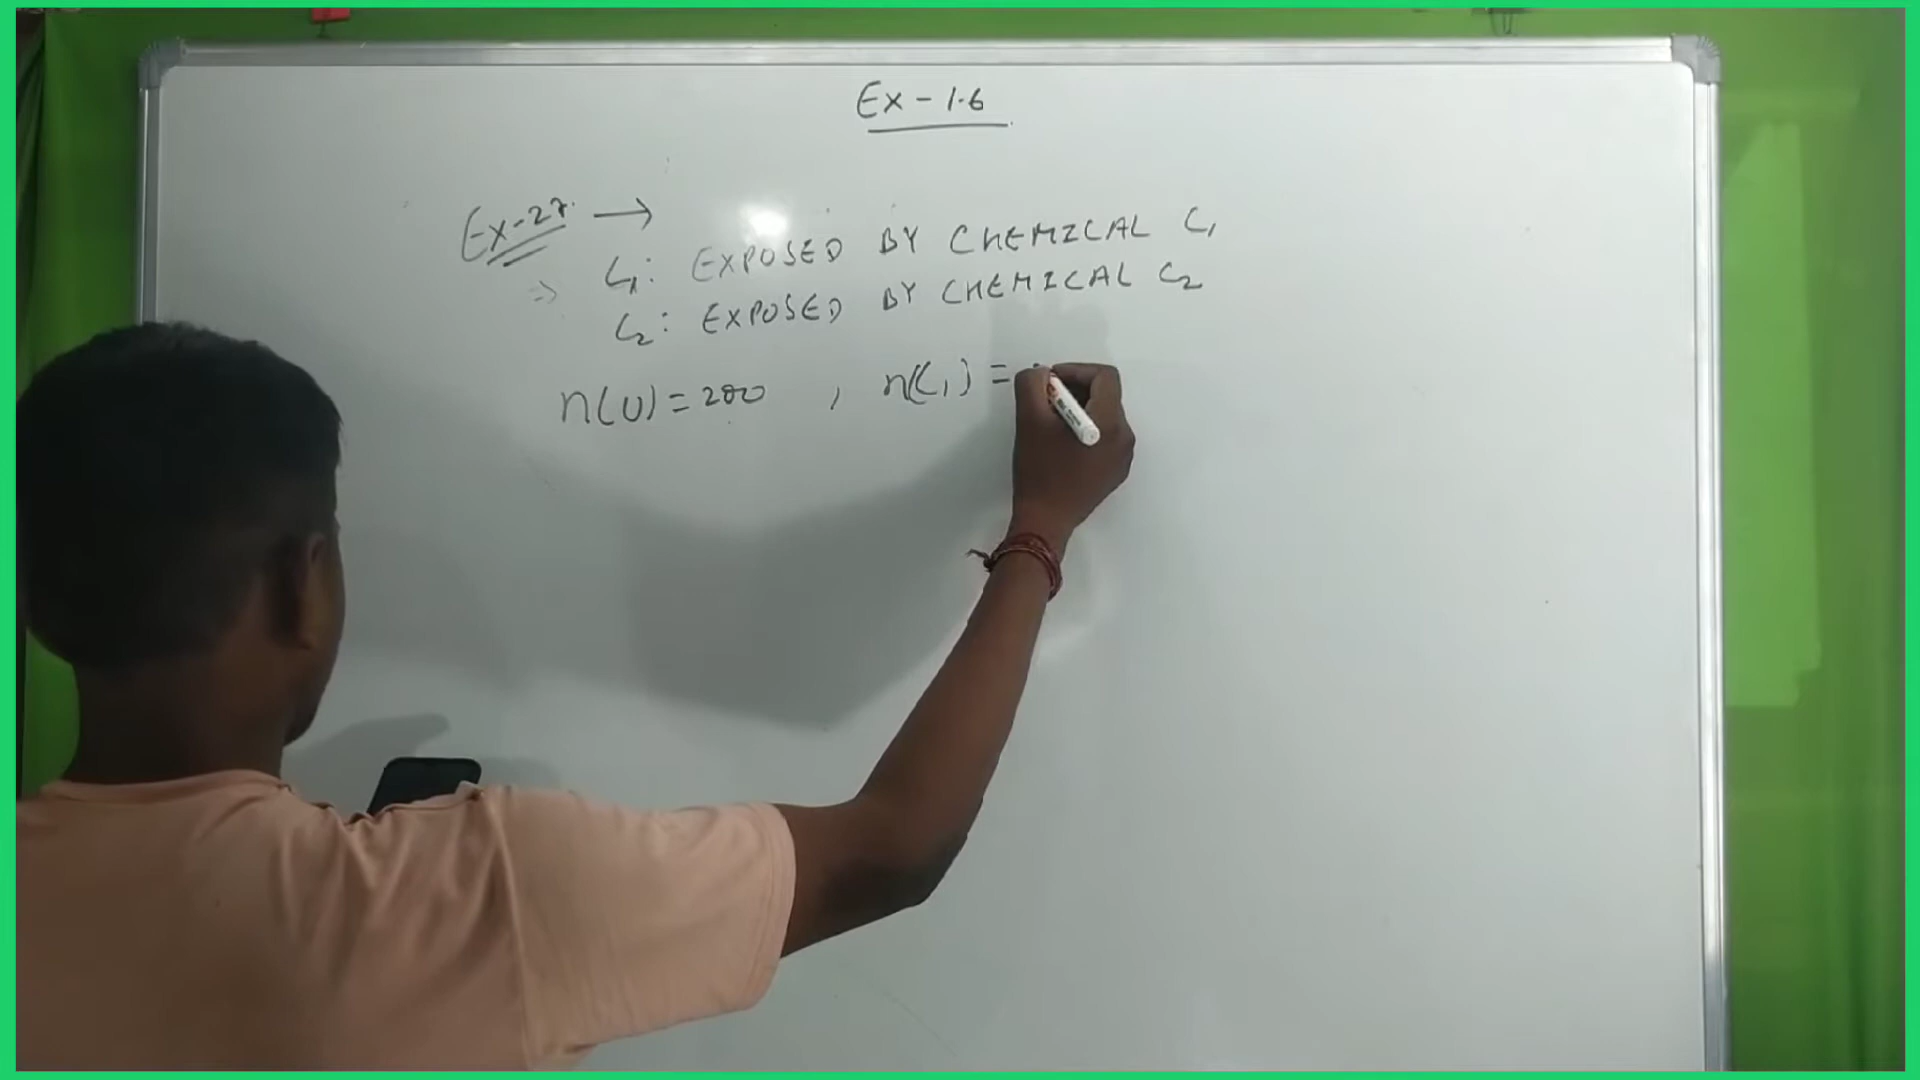 Ex - 1.6
Ex-27. →
⇒ C₁: EXPOSED BY CHEMICAL C₁
C₂: EXPOSED BY CHEMICAL C₂
n(U) = 200 , n(C₁) =